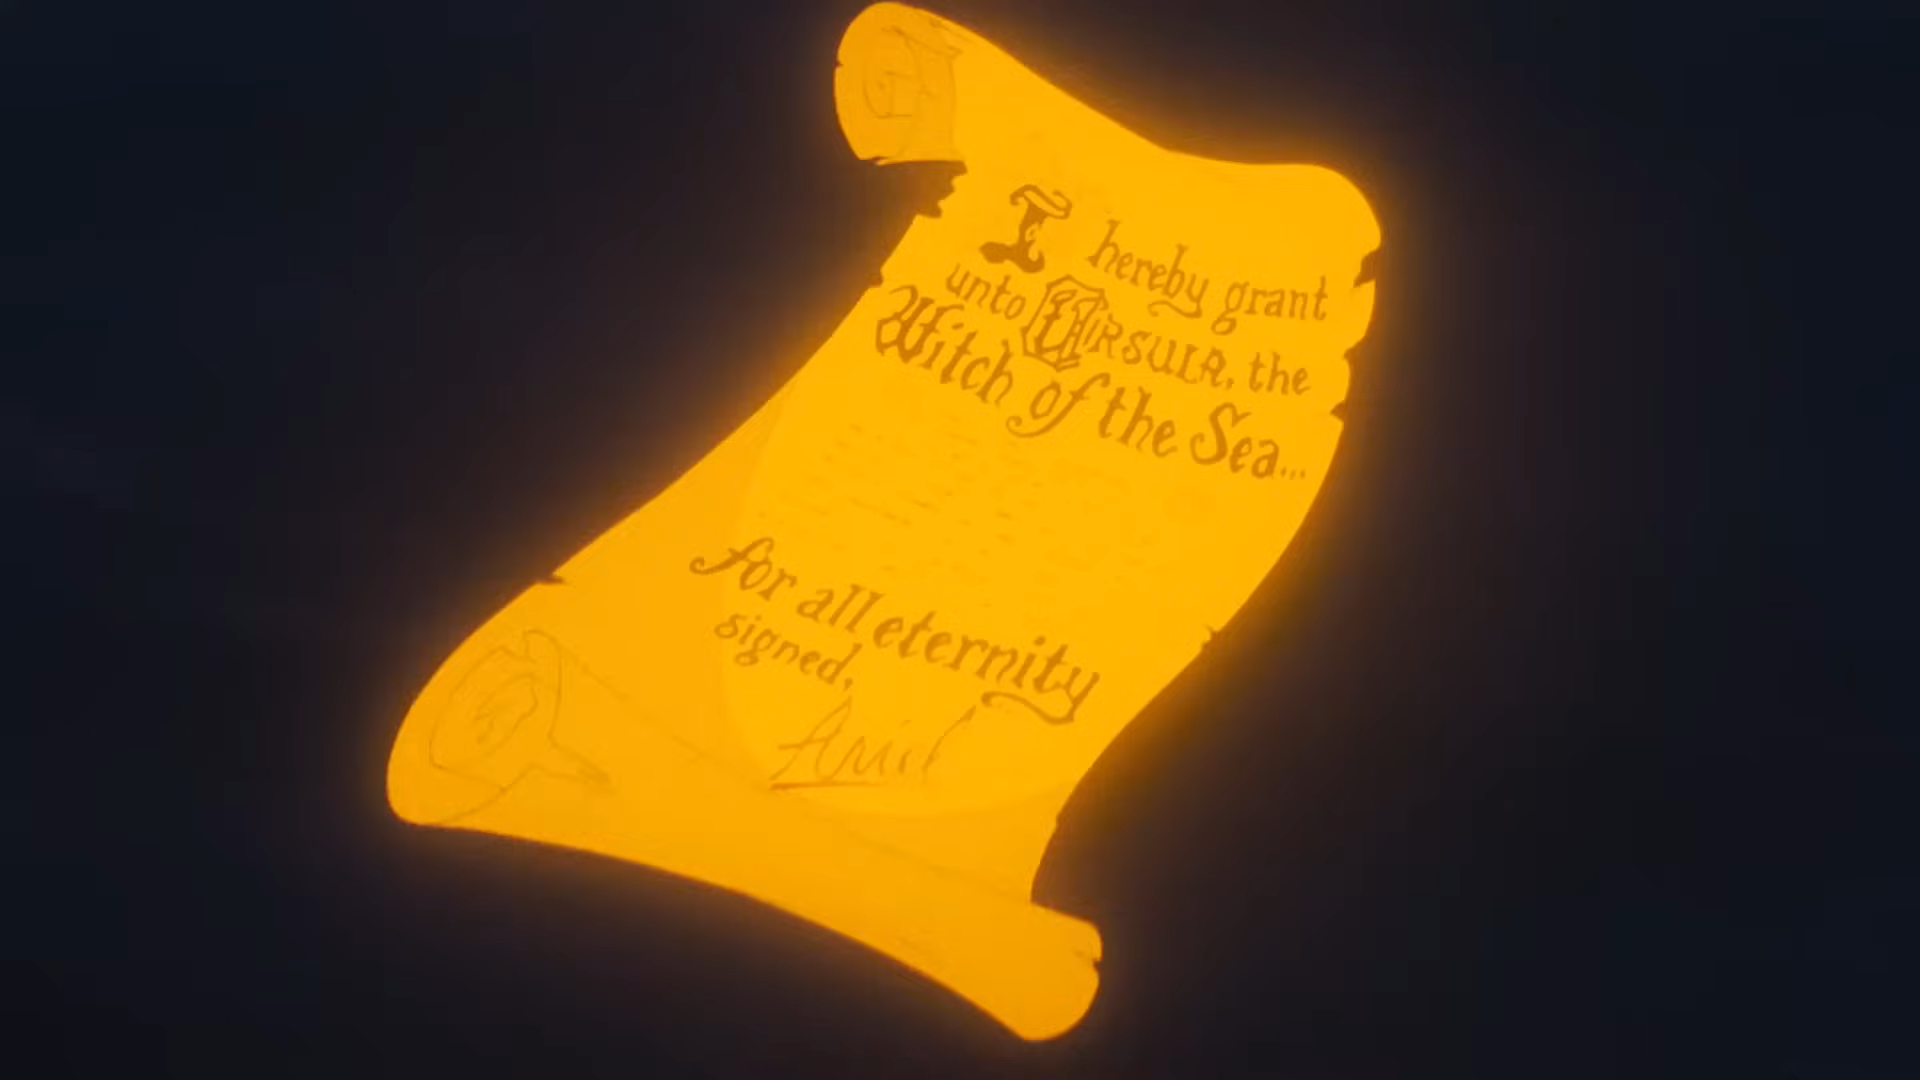 I hereby grant
unto Ursula, the
Witch of the Sea...
for all eternity
signed,
Ariel